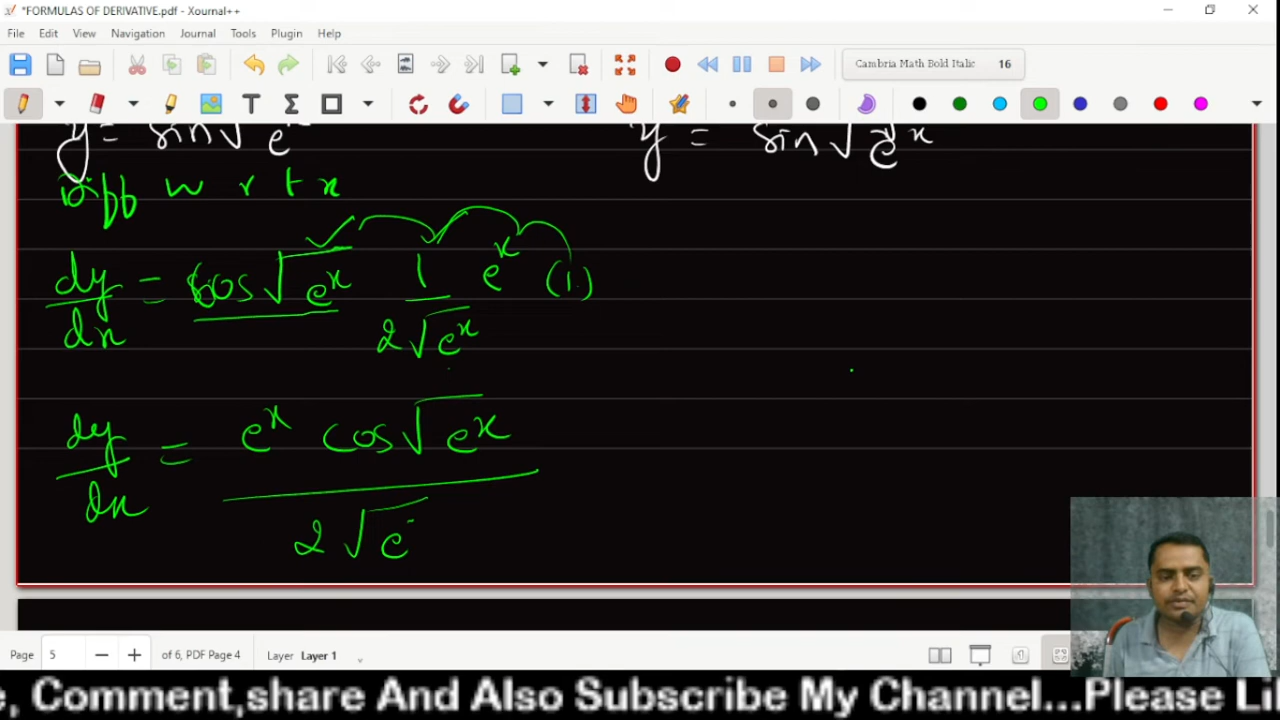 *FORMULAS OF DERIVATIVE.pdf - Xournal++
File Edit View Navigation Journal Tools Plugin Help
Cambria Math Bold Italic 16
y = sin√e^x
y = sin√e^x
Diff w r t x
dy/dx = cos√e^x 1/2√e^x e^x (1)
dy/dx = e^x cos√e^x / 2√e
Page 5 of 6, PDF Page 4 Layer Layer 1
e, Comment,share And Also Subscribe My Channel...Please Li